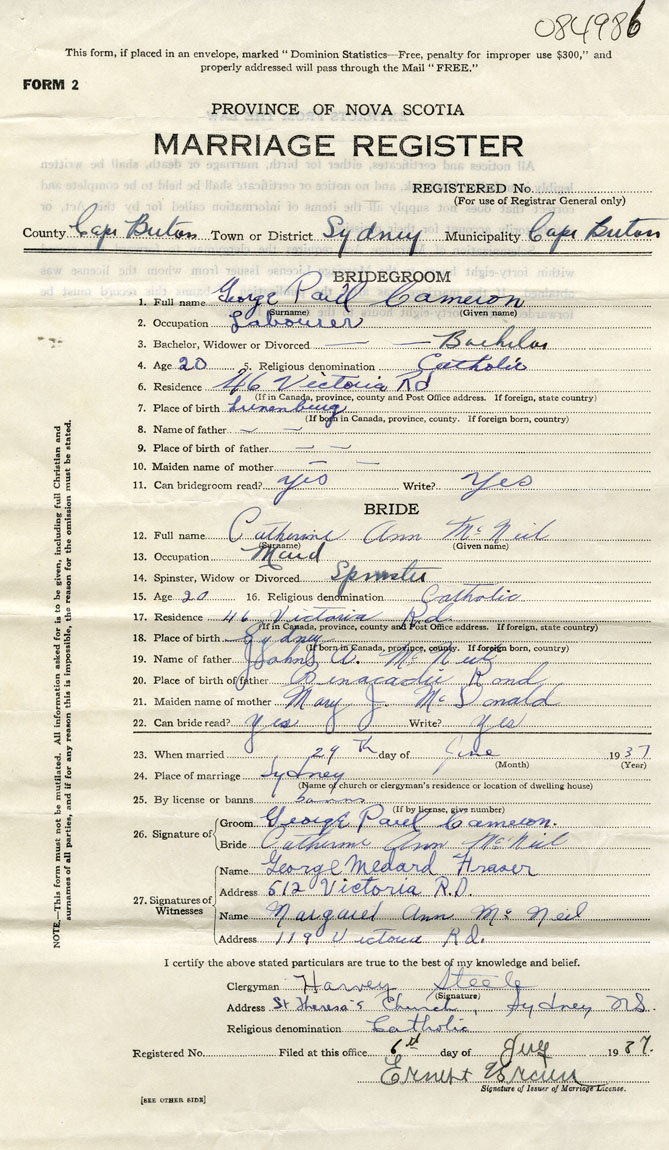 084986
This form, if placed in an envelope, marked "Dominion Statistics—Free, penalty for improper use $300," and
properly addressed will pass through the Mail "FREE."
FORM 2
PROVINCE OF NOVA SCOTIA
MARRIAGE REGISTER
REGISTERED No.
(For use of Registrar General only)
County Cape Breton Town or District Sydney Municipality Cape Breton
BRIDEGROOM
1. Full name George Paul Cameron
(Surname) (Given name)
2. Occupation Labourer
3. Bachelor, Widower or Divorced — — Bachelor
4. Age 20 5. Religious denomination Catholic
6. Residence 46 Victoria Rd
(If in Canada, province, county and Post Office address. If foreign, state country)
7. Place of birth Lunenburg
(If born in Canada, province, county. If foreign born, country)
8. Name of father — —
9. Place of birth of father — —
10. Maiden name of mother — —
11. Can bridegroom read? yes Write? Yes
BRIDE
12. Full name Catherine Ann McNeil
(Surname) (Given name)
13. Occupation Maid
14. Spinster, Widow or Divorced Spinster
15. Age 20 16. Religious denomination Catholic
17. Residence 46 Victoria Rd.
(If in Canada, province, county and Post Office address. If foreign, state country)
18. Place of birth Sydney
(If born in Canada, province, county. If foreign born, country)
19. Name of father John A. McNeil
20. Place of birth of father Benacadie Pond
21. Maiden name of mother Mary J. McDonald
22. Can bride read? yes Write? yes
23. When married 29th day of June 1937
(Month) (Year)
24. Place of marriage Sydney
(Name of church or clergyman's residence or location of dwelling house)
25. By license or banns banns
(If by license, give number)
26. Signature of Groom George Paul Cameron.
Bride Catherine Ann McNeil
27. Signatures of Witnesses
Name George Medard Fraser
Address 612 Victoria R.D.
Name Margaret Ann McNeil
Address 119 Victoria Rd.
I certify the above stated particulars are true to the best of my knowledge and belief.
Clergyman Harvey Steele
(Signature)
Address St Theresa's Church, Sydney N.S.
Religious denomination Catholic
Registered No. Filed at this office 6 day of July 1937.
Ernest
Signature of Issuer of Marriage License.
[SEE OTHER SIDE]
NOTE.—This form must not be mutilated. All information asked for is to be given, including full Christian and
surnames of all parties, and if for any reason this is impossible, the reason for the omission must be stated.